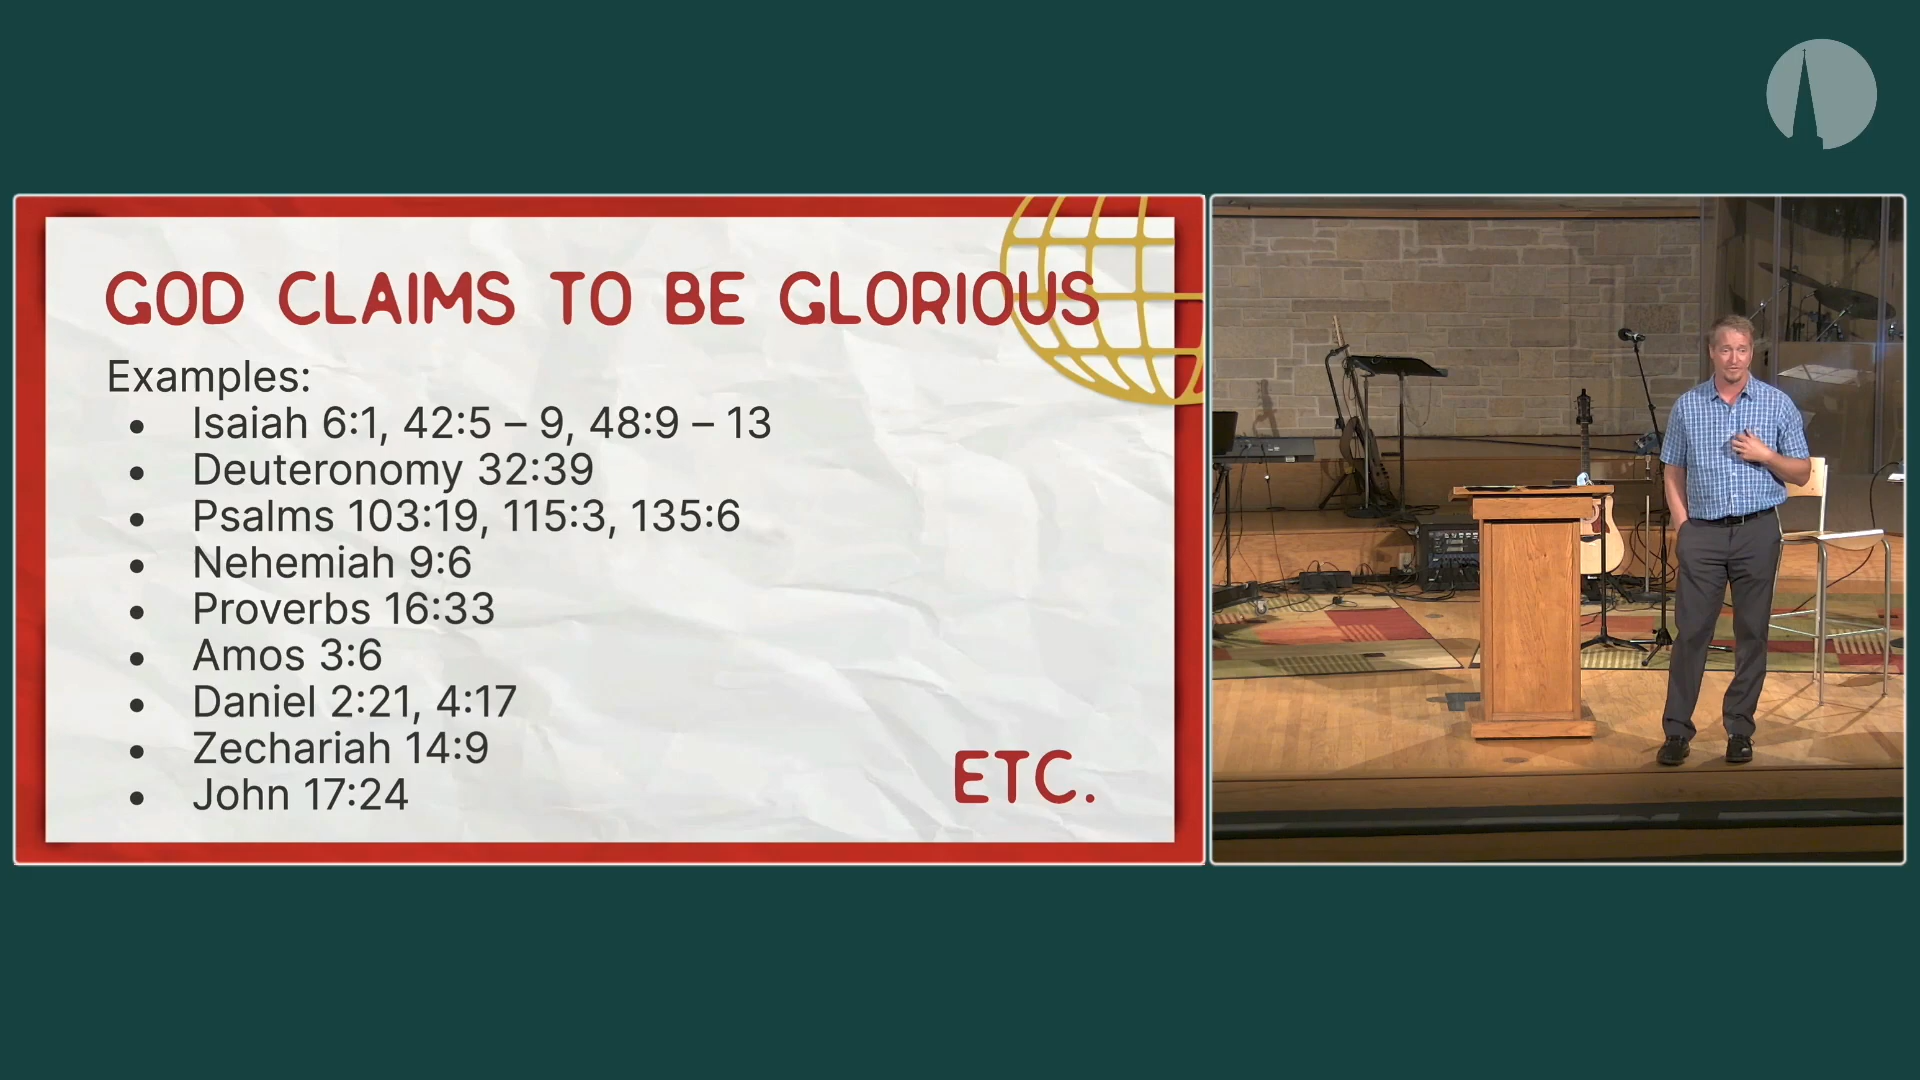 GOD CLAIMS TO BE GLORIOUS
Examples:
• Isaiah 6:1, 42:5 – 9, 48:9 – 13
• Deuteronomy 32:39
• Psalms 103:19, 115:3, 135:6
• Nehemiah 9:6
• Proverbs 16:33
• Amos 3:6
• Daniel 2:21, 4:17
• Zechariah 14:9
• John 17:24
ETC.